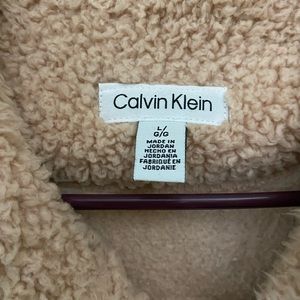 Calvin Klein
L/
G/G
MADE IN
JORDAN
HECHO EN
JORDANIA
FABRIQUÉ EN
JORDANIE